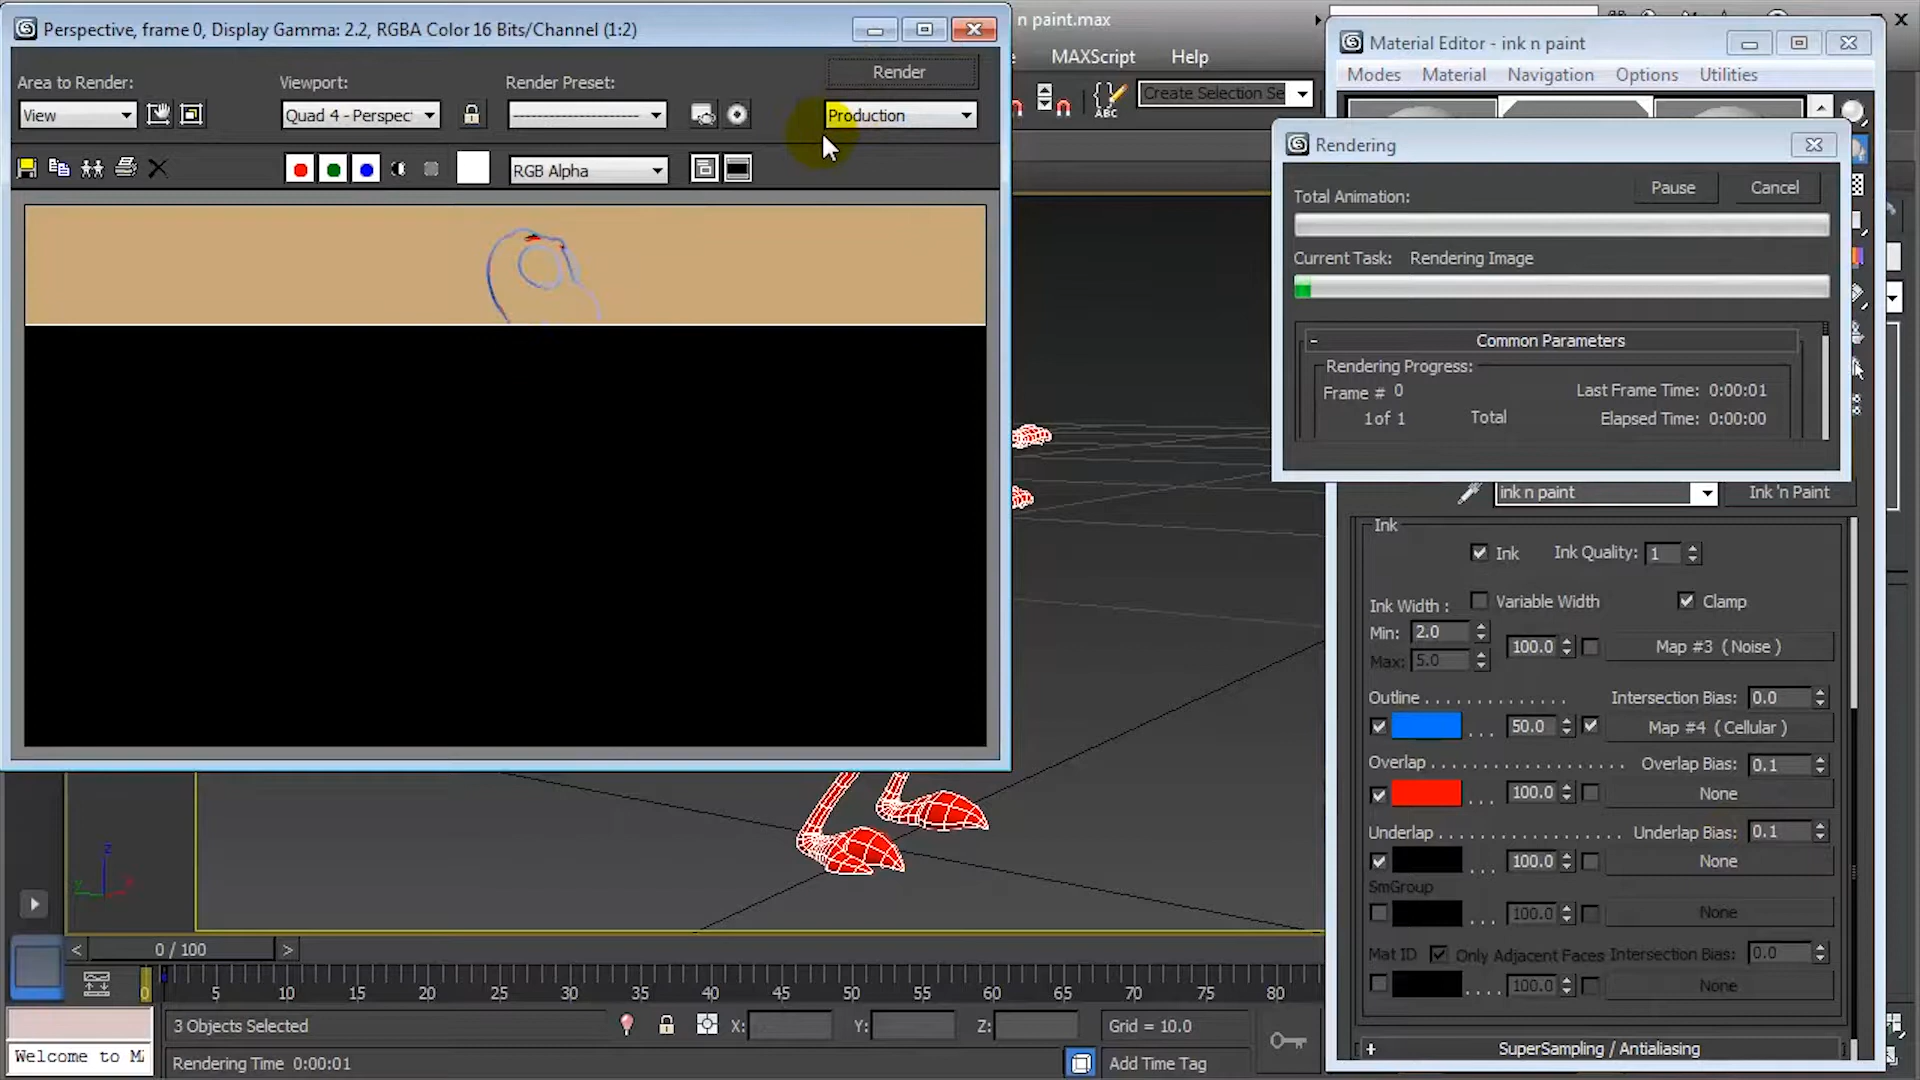 Perspective, frame 0, Display Gamma: 2.2, RGBA Color 16 Bits/Channel (1:2)
n paint.max
Area to Render:
Viewport:
Render Preset:
Render
View
Quad 4 - Perspec
Production
RGB Alpha
MAXScript
Help
ABC
Create Selection Se
Material Editor - ink n paint
Modes
Material
Navigation
Options
Utilities
Rendering
Total Animation:
Pause
Cancel
Current Task:
Rendering Image
Common Parameters
Rendering Progress:
Frame # 0
Last Frame Time: 0:00:01
1 of 1
Total
Elapsed Time: 0:00:00
ink n paint
Ink 'n Paint
Ink
Ink
Ink Quality: 1
Ink Width :
Variable Width
Clamp
Min: 2.0
100.0
Map #3 ( Noise )
Max: 5.0
Outline . . . . . . . . . . . . . .
Intersection Bias: 0.0
. . . 50.0
Map #4 ( Cellular )
Overlap . . . . . . . . . . . . . . . . . . . .
Overlap Bias: 0.1
. . . 100.0
None
Underlap . . . . . . . . . . . . . . . . . . .
Underlap Bias: 0.1
. . . 100.0
None
SmGroup
. . . 100.0
None
Mat ID
Only Adjacent Faces
Intersection Bias: 0.0
. . . . 100.0
None
+ SuperSampling / Antialiasing
z
y
x
< 0 / 100 >
0 5 10 15 20 25 30 35 40 45 50 55 60 65 70 75 80
3 Objects Selected
X:
Y:
Z:
Grid = 10.0
Welcome to M
Rendering Time 0:00:01
Add Time Tag